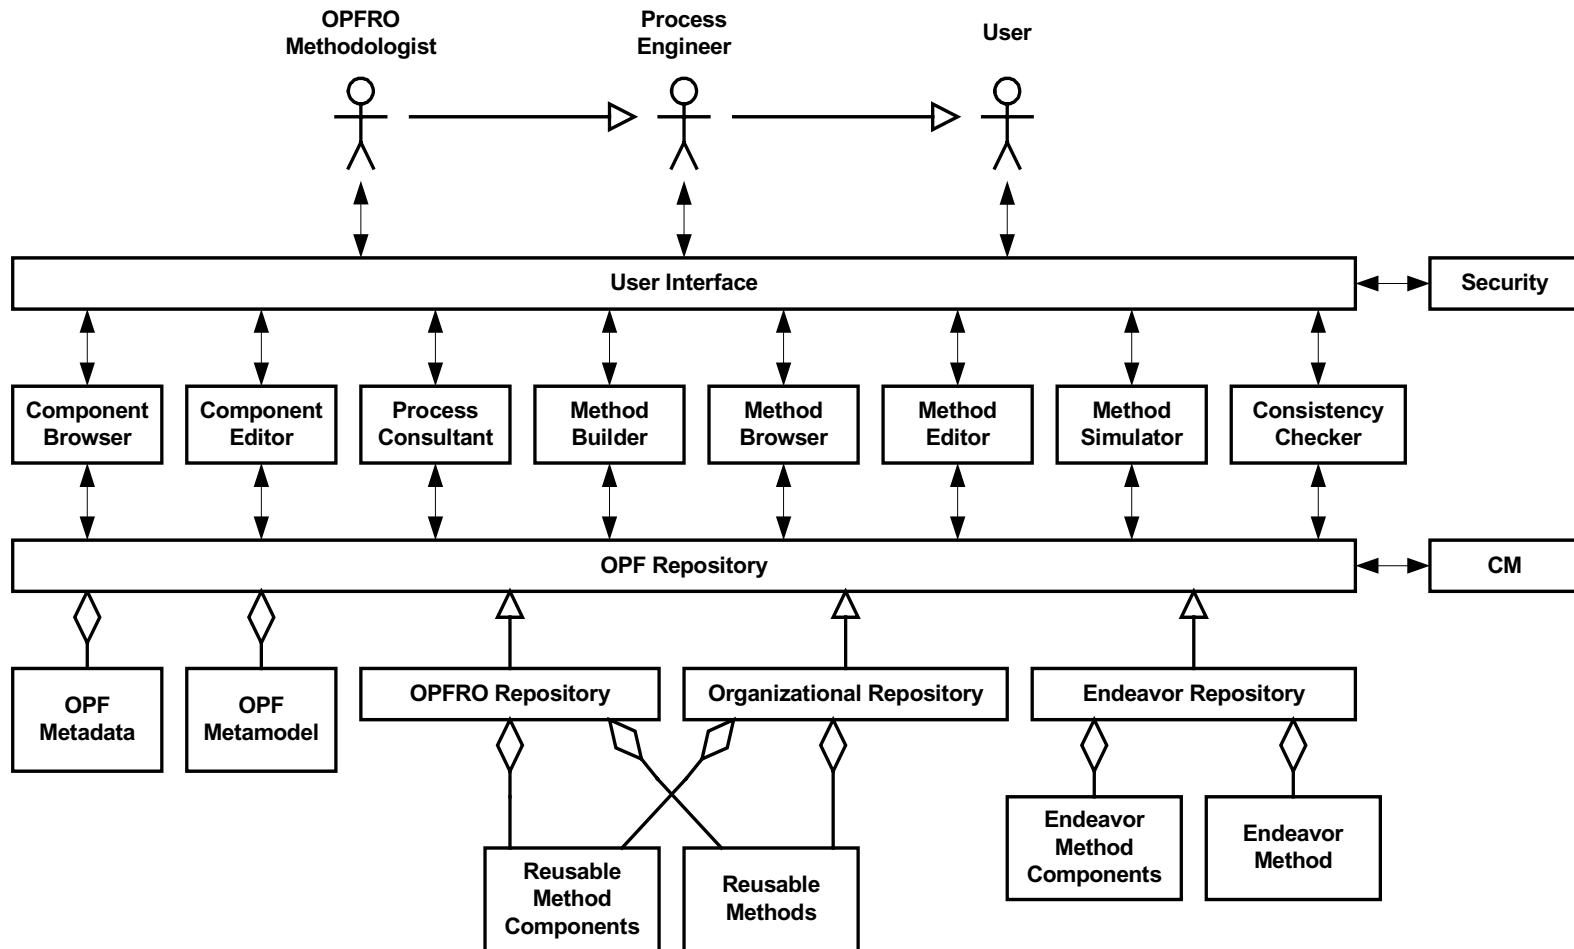 OPFRO
Methodologist
Process
Engineer
User
User Interface
Security
Component
Browser
Component
Editor
Process
Consultant
Method
Builder
Method
Browser
Method
Editor
Method
Simulator
Consistency
Checker
OPF Repository
CM
OPF
Metadata
OPF
Metamodel
OPFRO Repository
Organizational Repository
Endeavor Repository
Reusable
Method
Components
Reusable
Methods
Endeavor
Method
Components
Endeavor
Method